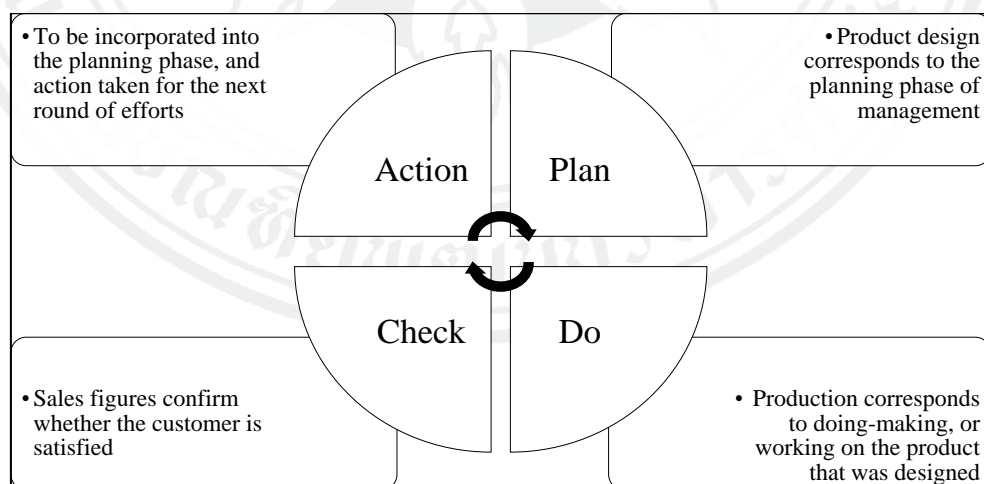 • To be incorporated into
the planning phase, and
action taken for the next
round of efforts
• Product design
corresponds to the
planning phase of
management
Action
Plan
Check
Do
• Sales figures confirm
whether the customer is
satisfied
• Production corresponds
to doing-making, or
working on the product
that was designed